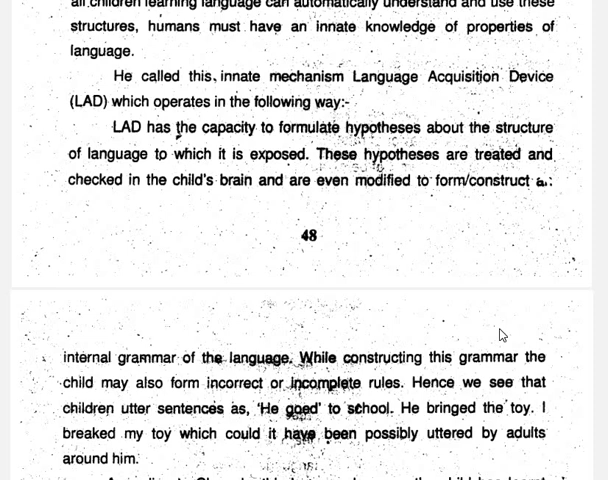 all children learning language can automatically understand and use these
structures, humans must have an innate knowledge of properties of
language.
He called this innate mechanism Language Acquisition Device
(LAD) which operates in the following way:-
LAD has the capacity to formulate hypotheses about the structure
of language to which it is exposed. These hypotheses are treated and
checked in the child's brain and are even modified to form/construct a
48
internal grammar of the language. While constructing this grammar the
child may also form incorrect or incomplete rules. Hence we see that
children utter sentences as, 'He goed' to school. He bringed the toy. I
breaked my toy which could it have been possibly uttered by adults
around him.